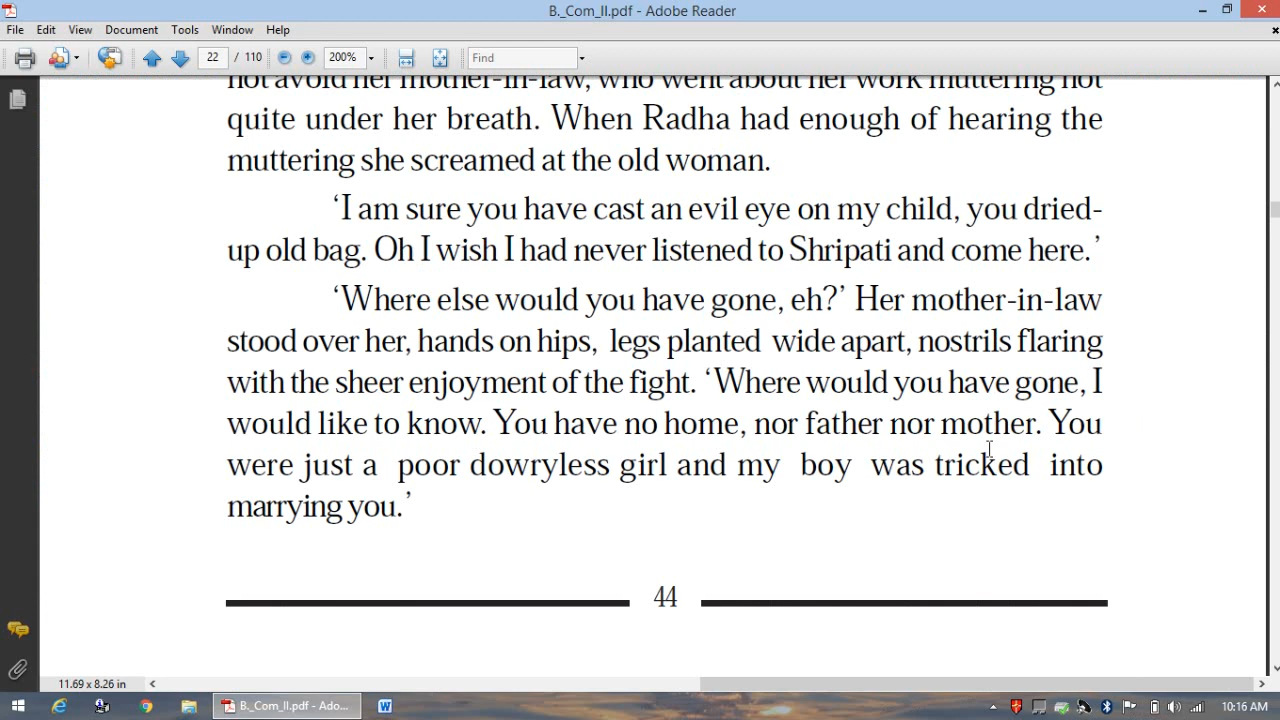 B._Com_II.pdf - Adobe Reader
File Edit View Document Tools Window Help
22 / 110 200% Find
not avoid her mother-in-law, who went about her work muttering not
quite under her breath. When Radha had enough of hearing the
muttering she screamed at the old woman.
‘I am sure you have cast an evil eye on my child, you dried-
up old bag. Oh I wish I had never listened to Shripati and come here.’
‘Where else would you have gone, eh?’ Her mother-in-law
stood over her, hands on hips, legs planted wide apart, nostrils flaring
with the sheer enjoyment of the fight. ‘Where would you have gone, I
would like to know. You have no home, nor father nor mother. You
were just a poor dowryless girl and my boy was tricked into
marrying you.’
44
11.69 x 8.26 in
B._Com_II.pdf - Ado... 10:16 AM